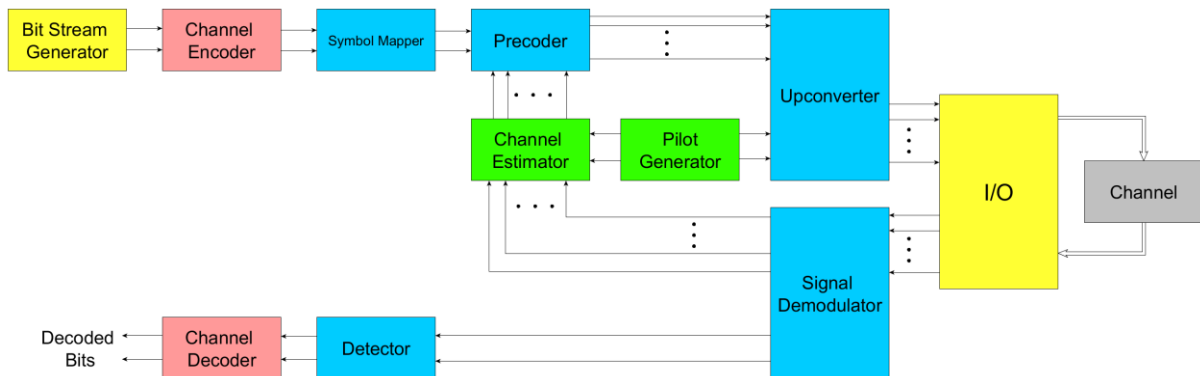 Bit Stream
Generator
Channel
Encoder
Symbol Mapper
Precoder
Upconverter
Channel
Estimator
Pilot
Generator
I/O
Channel
Signal
Demodulator
Decoded
Bits
Channel
Decoder
Detector